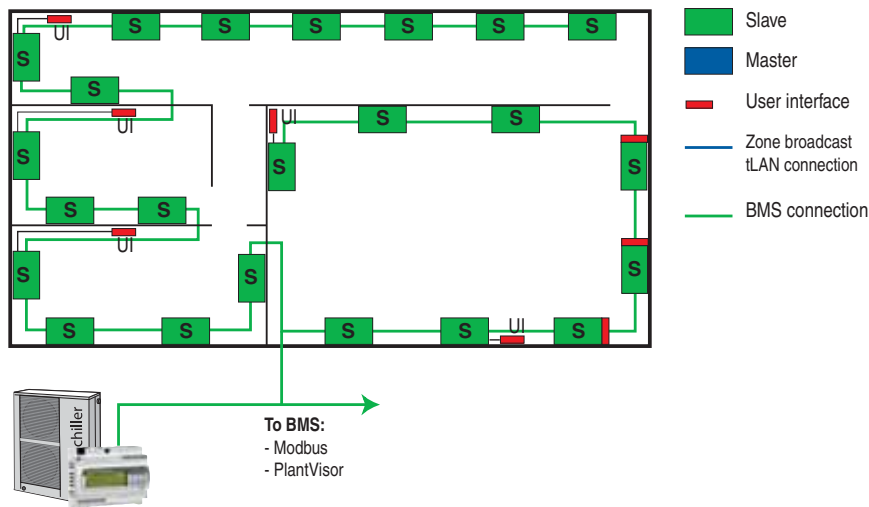 UI
S S S S S S
S
S
UI
UI
S
S
S
S
S
S
S
UI
S
S
S
S
S
S
S
UI
S
S
S
Slave
Master
User interface
Zone broadcast
tLAN connection
BMS connection
chiller
To BMS:
- Modbus
- PlantVisor